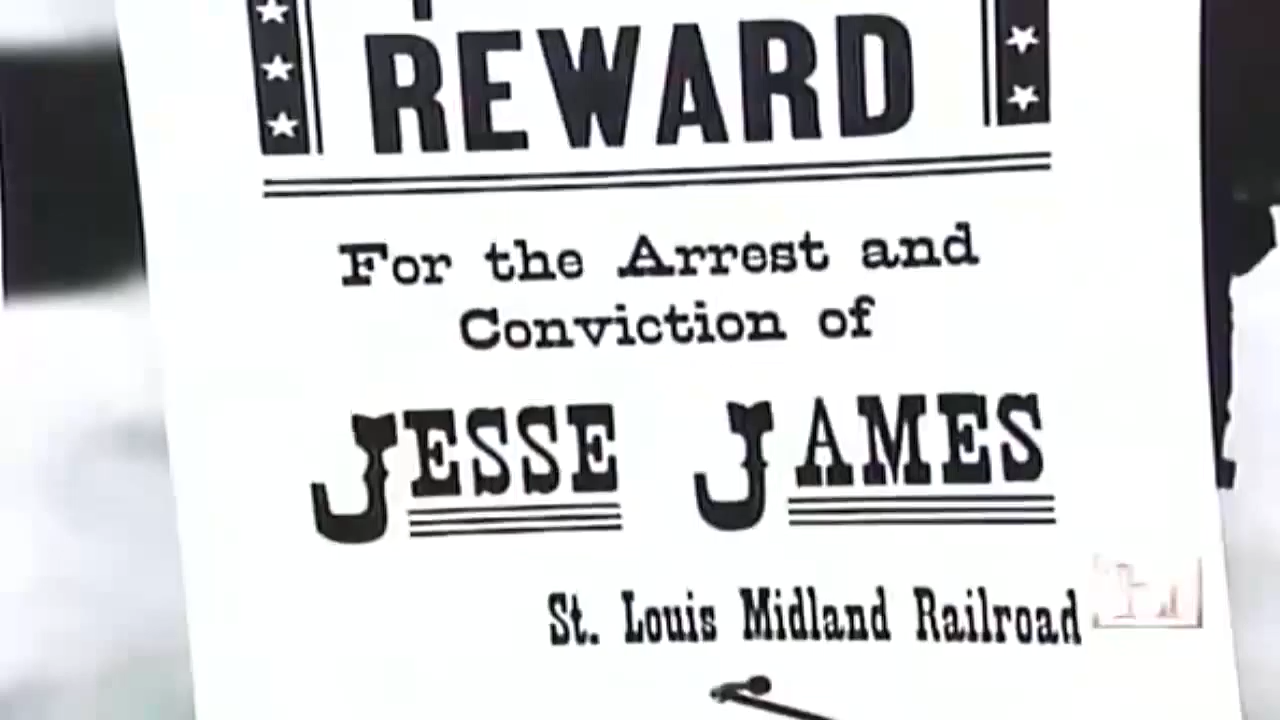 REWARD
For the Arrest and
Conviction of
JESSE JAMES
St. Louis Midland Railroad